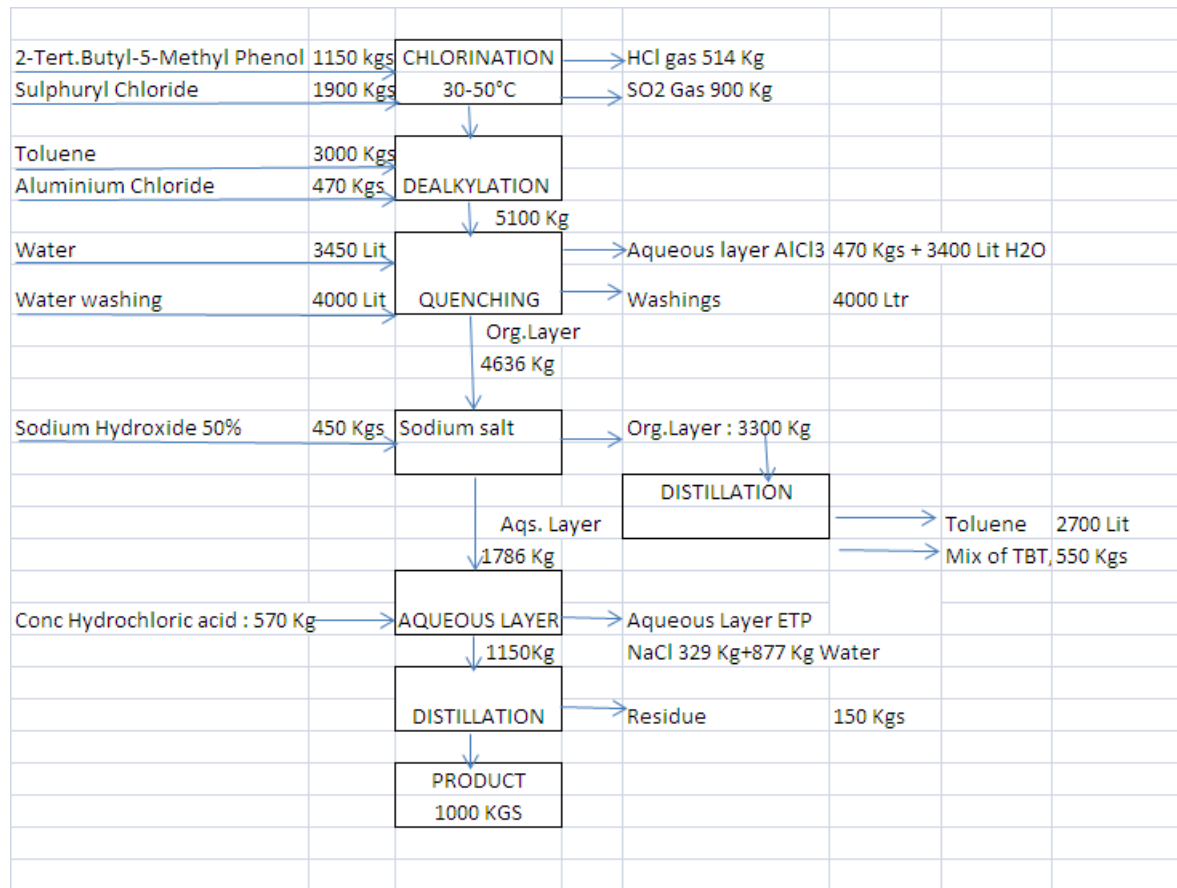 2-Tert.Butyl-5-Methyl Phenol 1150 kgs CHLORINATION HCl gas 514 Kg
Sulphuryl Chloride 1900 Kgs 30-50°C SO2 Gas 900 Kg
Toluene 3000 Kgs
Aluminium Chloride 470 Kgs DEALKYLATION
5100 Kg
Water 3450 Lit Aqueous layer AlCl3 470 Kgs + 3400 Lit H2O
Water washing 4000 Lit QUENCHING Washings 4000 Ltr
Org.Layer
4636 Kg
Sodium Hydroxide 50% 450 Kgs Sodium salt Org.Layer : 3300 Kg
DISTILLATION
Aqs. Layer Toluene 2700 Lit
1786 Kg Mix of TBT, 550 Kgs
Conc Hydrochloric acid : 570 Kg AQUEOUS LAYER Aqueous Layer ETP
1150Kg NaCl 329 Kg+877 Kg Water
DISTILLATION Residue 150 Kgs
PRODUCT
1000 KGS